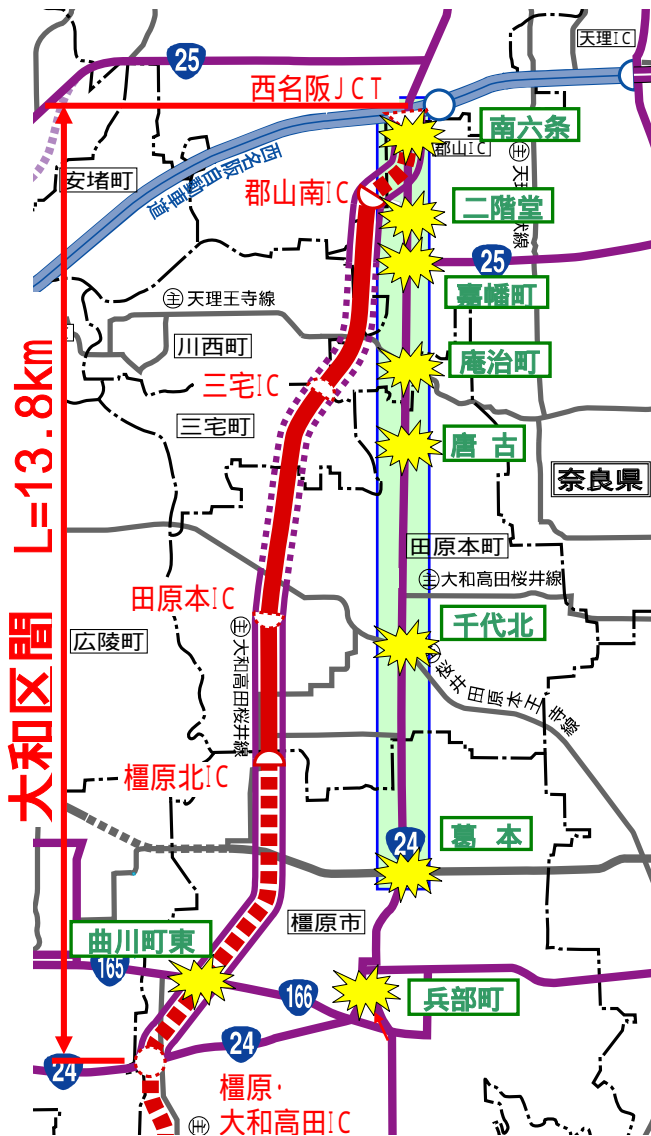 天理IC
25
西名阪JCT
南六条
郡山IC
西名阪自動車道
安堵町
郡山南IC
二階堂
25
嘉幡町
主 天理王寺線
川西町
庵治町
三宅IC
三宅町
唐古
L=13.8km
大和区間
奈良県
田原本町
主 大和高田桜井線
田原本IC
千代北
広陵町
主 大和高田桜井線
桜井田原本王寺線
橿原北IC
24
葛本
橿原市
曲川町東
165
166
兵部町
24
24
橿原・
大和高田IC
主